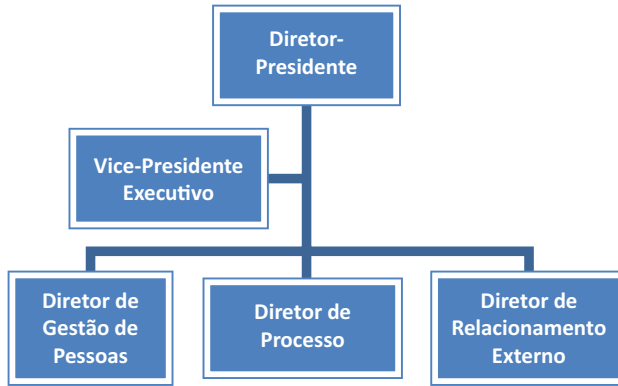 Diretor-
Presidente
Vice-Presidente
Executivo
Diretor de
Gestão de
Pessoas
Diretor de
Processo
Diretor de
Relacionamento
Externo